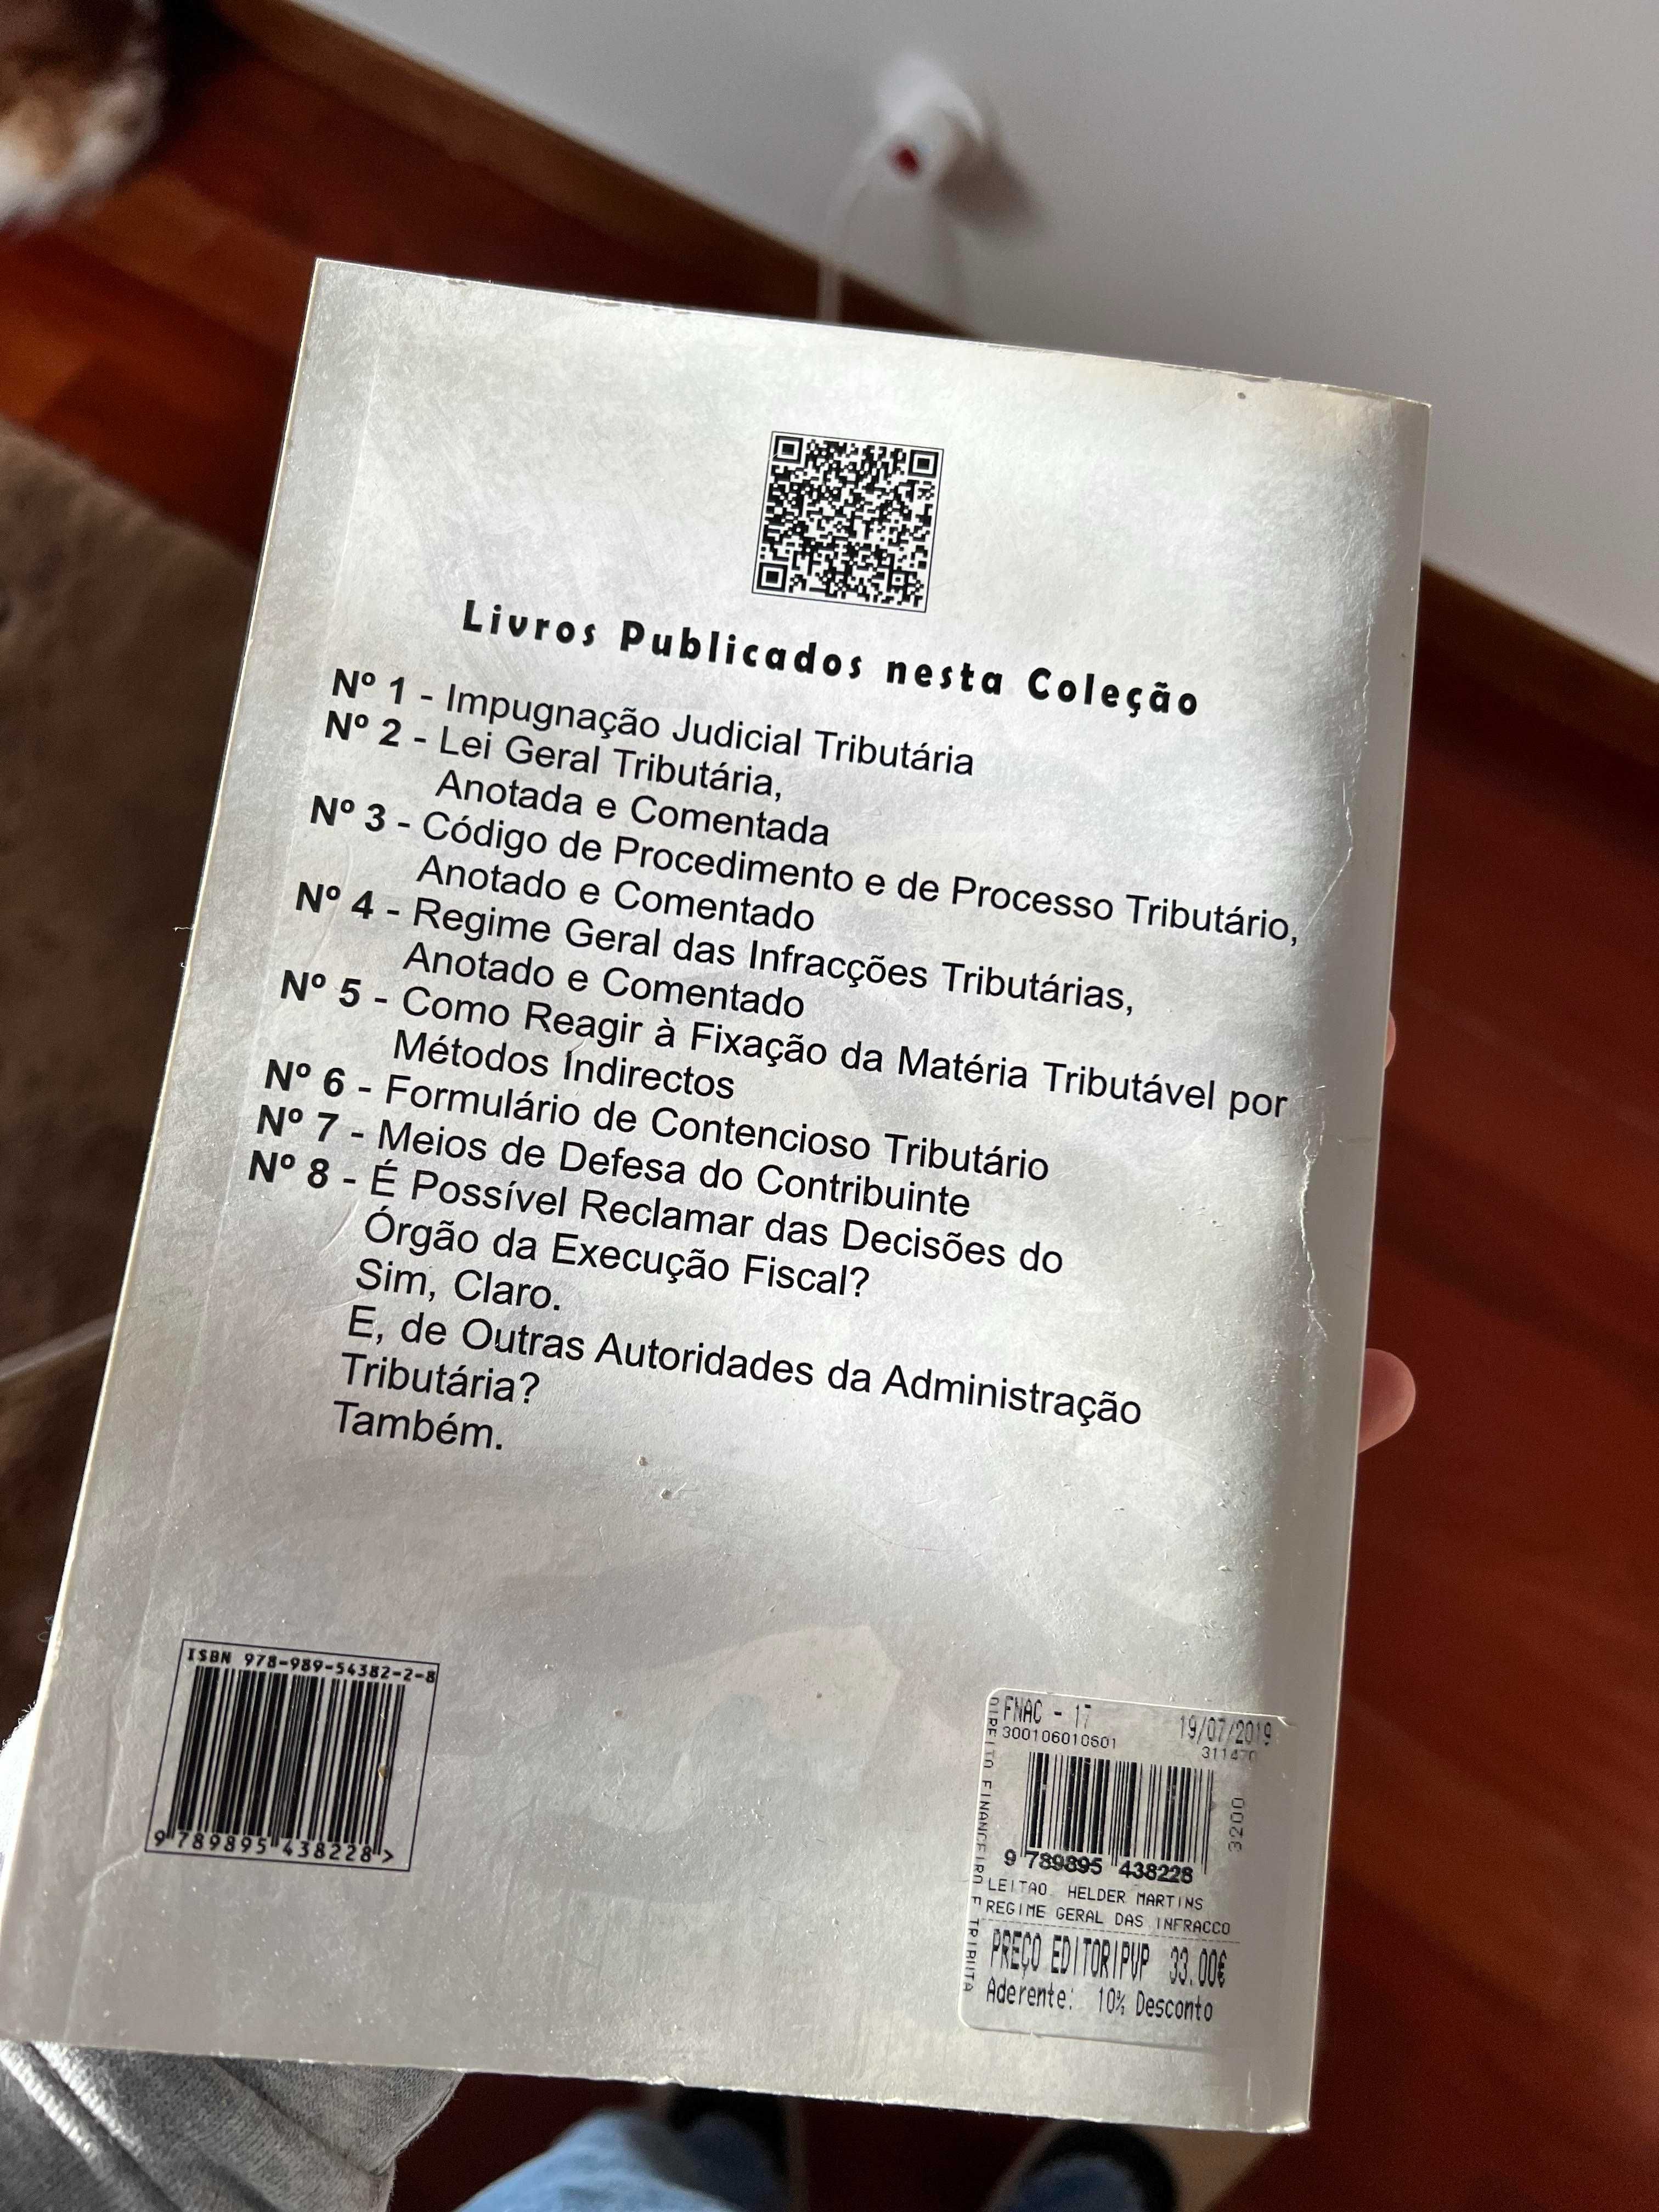 Livros Publicados nesta Coleção
Nº 1 - Impugnação Judicial Tributária
Nº 2 - Lei Geral Tributária,
Anotada e Comentada
Nº 3 - Código de Procedimento e de Processo Tributário,
Anotado e Comentado
Nº 4 - Regime Geral das Infracções Tributárias,
Anotado e Comentado
Nº 5 - Como Reagir à Fixação da Matéria Tributável por
Métodos Indirectos
Nº 6 - Formulário de Contencioso Tributário
Nº 7 - Meios de Defesa do Contribuinte
Nº 8 - É Possível Reclamar das Decisões do
Órgão da Execução Fiscal?
Sim, Claro.
E, de Outras Autoridades da Administração
Tributária?
Também.
ISBN 978-989-54382-2-8
9 789895 438228 >
FNAC - 17 19/07/2019
300106010601 311470
3200
9 789895 438228
LEITAO HELDER MARTINS
REGIME GERAL DAS INFRACCO
PREÇO EDITOR|PVP 33.00€
Aderente: 10% Desconto
DIREITO FINANCEIRO E TRIBUTA